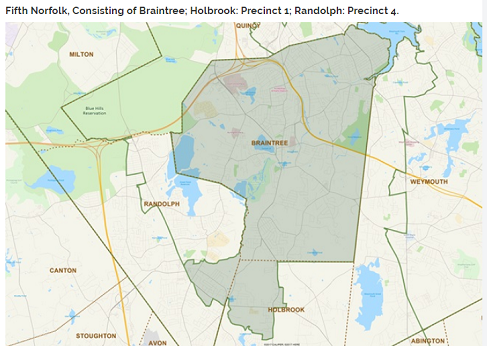 Fifth Norfolk, Consisting of Braintree; Holbrook: Precinct 1; Randolph: Precinct 4.
QUINCY
MILTON
Blue Hills
Reservation
BRAINTREE
WEYMOUTH
RANDOLPH
CANTON
HOLBROOK
STOUGHTON
AVON
ABINGTON